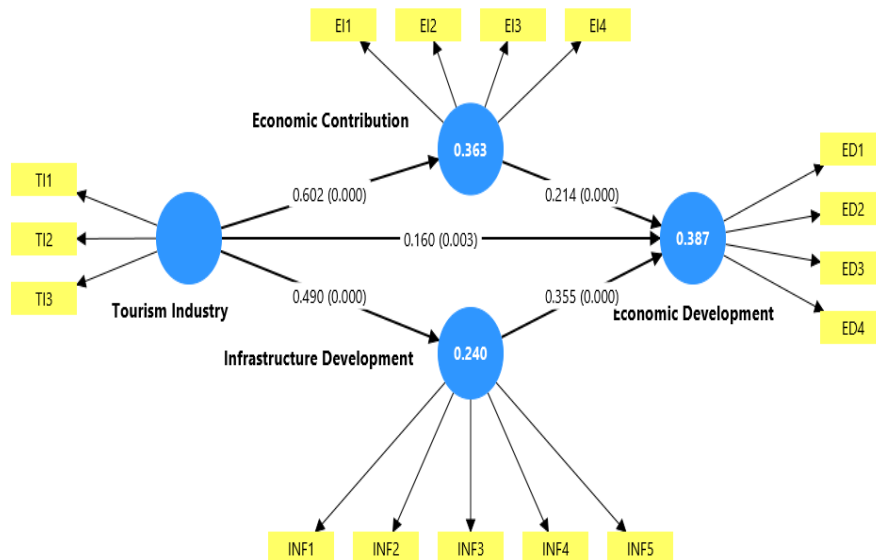 EI1
EI2
EI3
EI4
Economic Contribution
0.363
ED1
ED2
ED3
ED4
TI1
TI2
TI3
0.602 (0.000)
0.214 (0.000)
0.160 (0.003)
0.387
0.490 (0.000)
0.355 (0.000)
Tourism Industry
Economic Development
Infrastructure Development
0.240
INF1
INF2
INF3
INF4
INF5